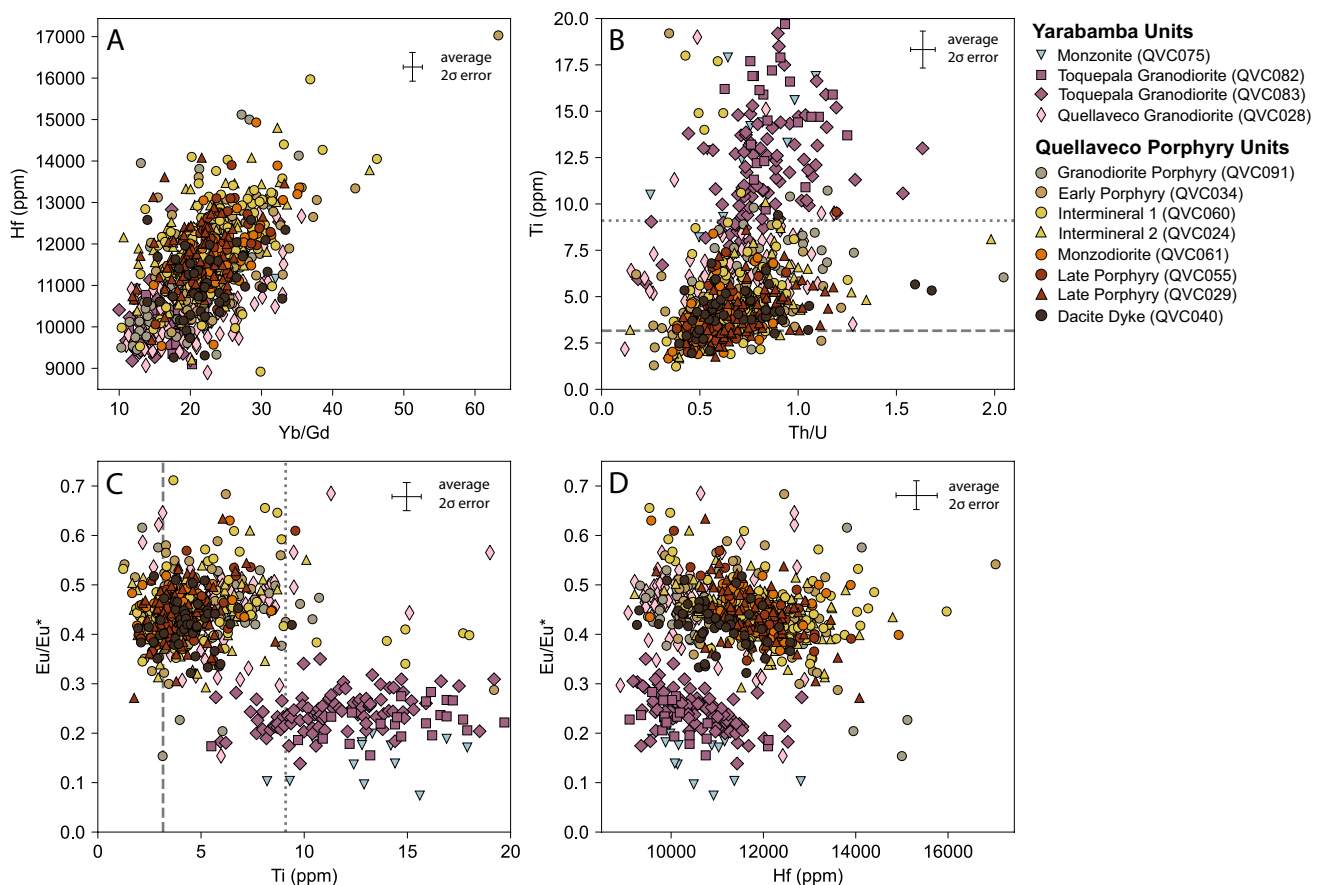 A
average
2σ error
17000
16000
15000
14000
13000
12000
11000
10000
9000
Hf (ppm)
10
20
30
40
50
60
Yb/Gd
B
average
2σ error
20.0
17.5
15.0
12.5
10.0
7.5
5.0
2.5
0.0
Ti (ppm)
0.0
0.5
1.0
1.5
2.0
Th/U
Yarabamba Units
Monzonite (QVC075)
Toquepala Granodiorite (QVC082)
Toquepala Granodiorite (QVC083)
Quellaveco Granodiorite (QVC028)
Quellaveco Porphyry Units
Granodiorite Porphyry (QVC091)
Early Porphyry (QVC034)
Intermineral 1 (QVC060)
Intermineral 2 (QVC024)
Monzodiorite (QVC061)
Late Porphyry (QVC055)
Late Porphyry (QVC029)
Dacite Dyke (QVC040)
C
average
2σ error
0.7
0.6
0.5
0.4
0.3
0.2
0.1
0.0
Eu/Eu*
0
5
10
15
20
Ti (ppm)
D
average
2σ error
0.7
0.6
0.5
0.4
0.3
0.2
0.1
0.0
Eu/Eu*
10000
12000
14000
16000
Hf (ppm)